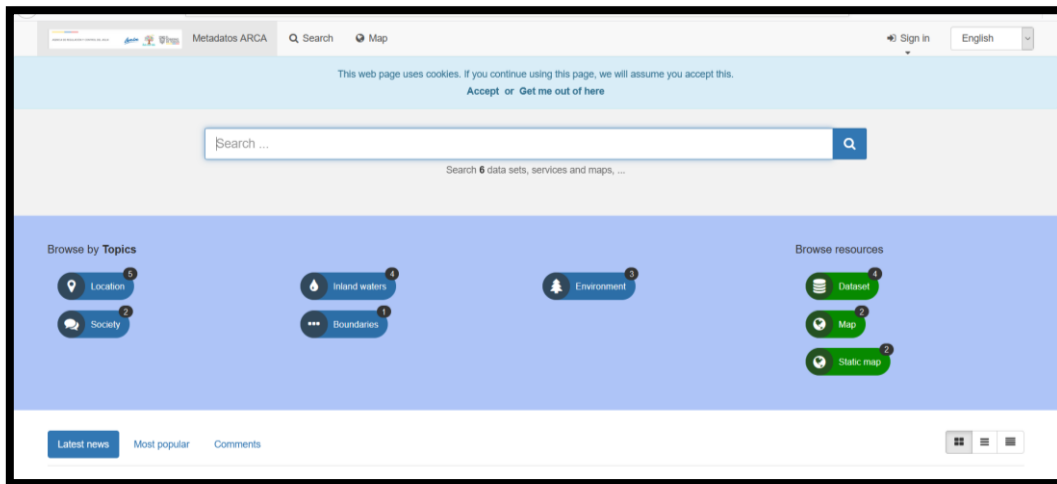 Metadatos ARCA Search Map Sign in English
This web page uses cookies. If you continue using this page, we will assume you accept this.
Accept or Get me out of here
Search ...
Search 6 data sets, services and maps, ...
Browse by Topics
Browse resources
Location 5
Inland waters 4
Environment 3
Dataset 4
Society 2
Boundaries 1
Map 2
Static map 2
Latest news Most popular Comments